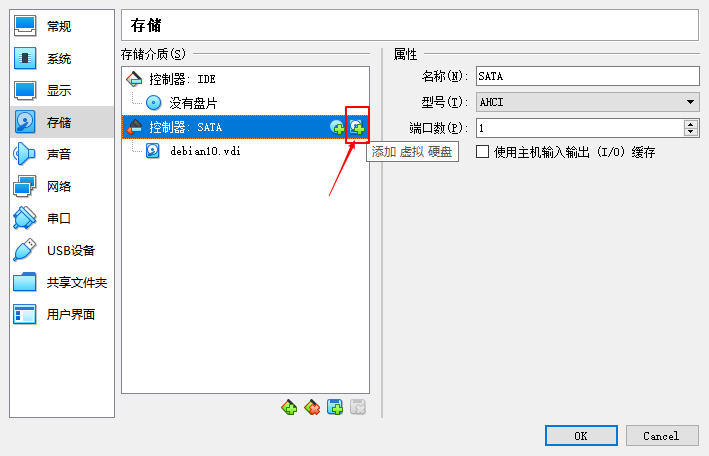 常规
系统
显示
存储
声音
网络
串口
USB设备
共享文件夹
用户界面
存储
存储介质(S)
控制器: IDE
没有盘片
控制器: SATA
debian10.vdi
添加 虚拟 硬盘
属性
名称(N): SATA
型号(T): AHCI
端口数(P): 1
使用主机输入输出 (I/O) 缓存
OK
Cancel